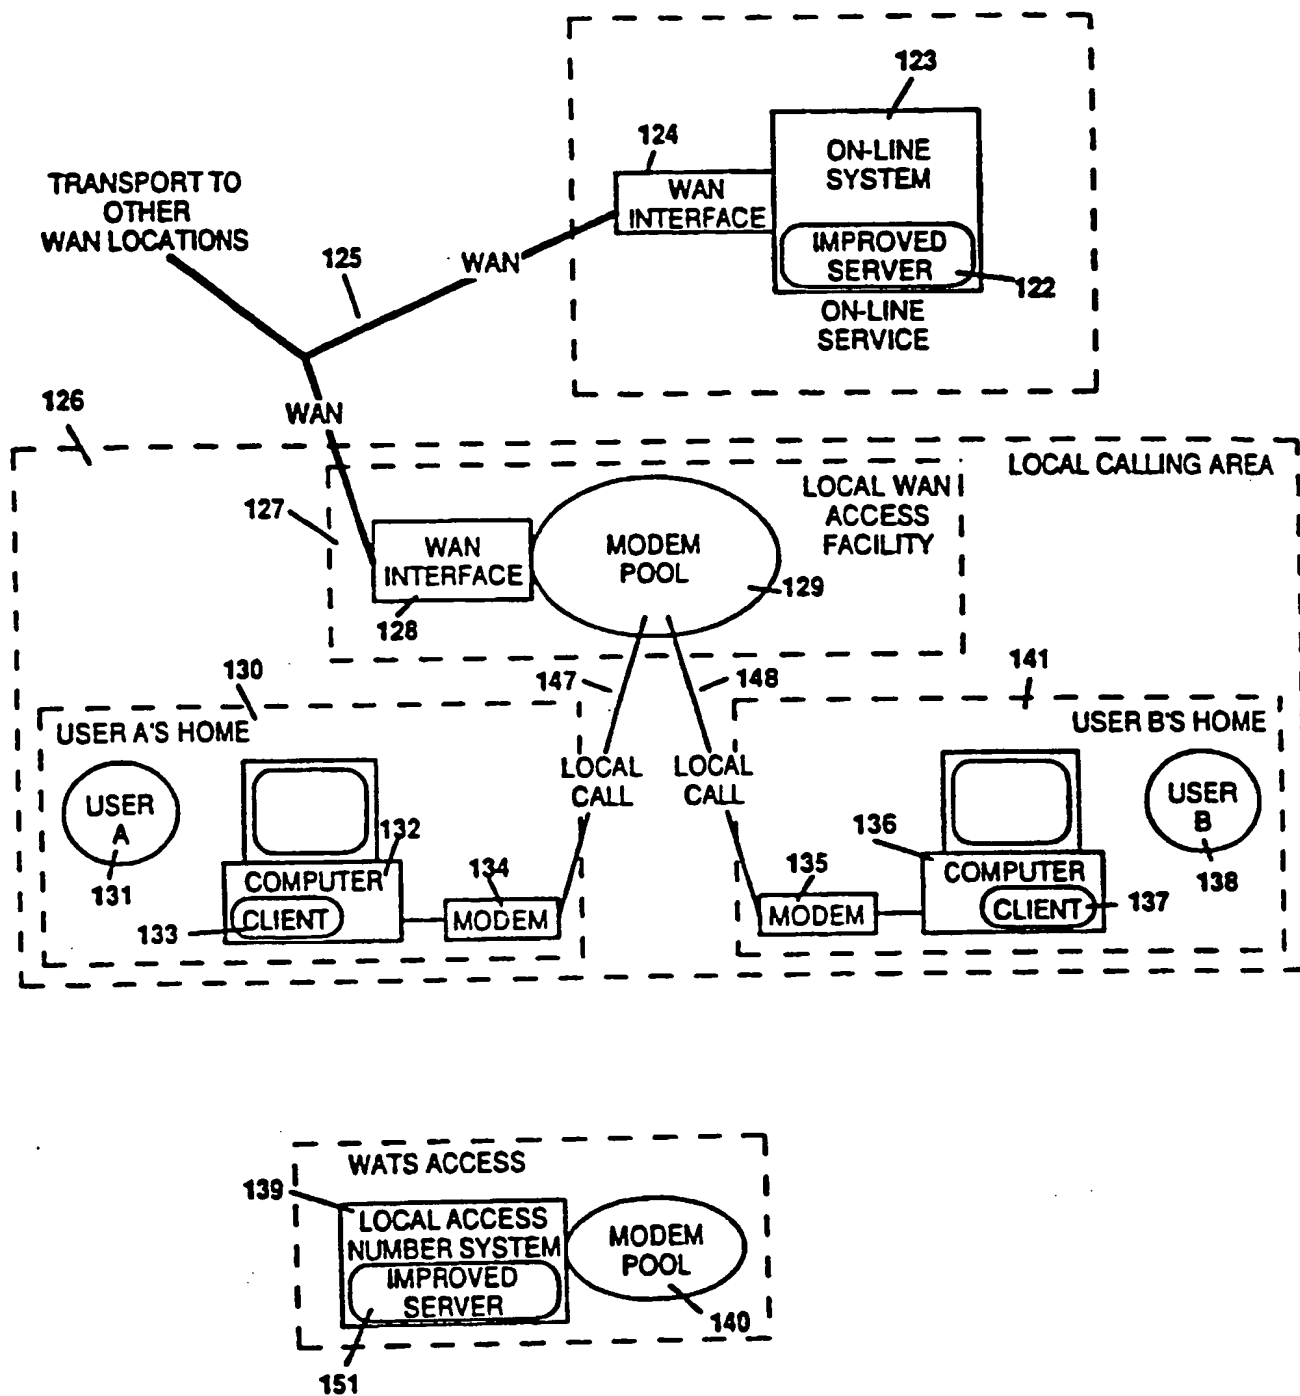 123
124
ON-LINE
SYSTEM
WAN
INTERFACE
TRANSPORT TO
OTHER
WAN LOCATIONS
125
WAN
IMPROVED
SERVER
122
ON-LINE
SERVICE
126
WAN
LOCAL CALLING AREA
127
LOCAL WAN
ACCESS
FACILITY
WAN
INTERFACE
MODEM
POOL
129
128
130
147
148
141
USER A'S HOME
USER B'S HOME
USER
A
131
LOCAL
CALL
LOCAL
CALL
USER
B
138
132
COMPUTER
CLIENT
133
134
MODEM
135
MODEM
136
COMPUTER
CLIENT
137
WATS ACCESS
139
LOCAL ACCESS
NUMBER SYSTEM
IMPROVED
SERVER
MODEM
POOL
140
151